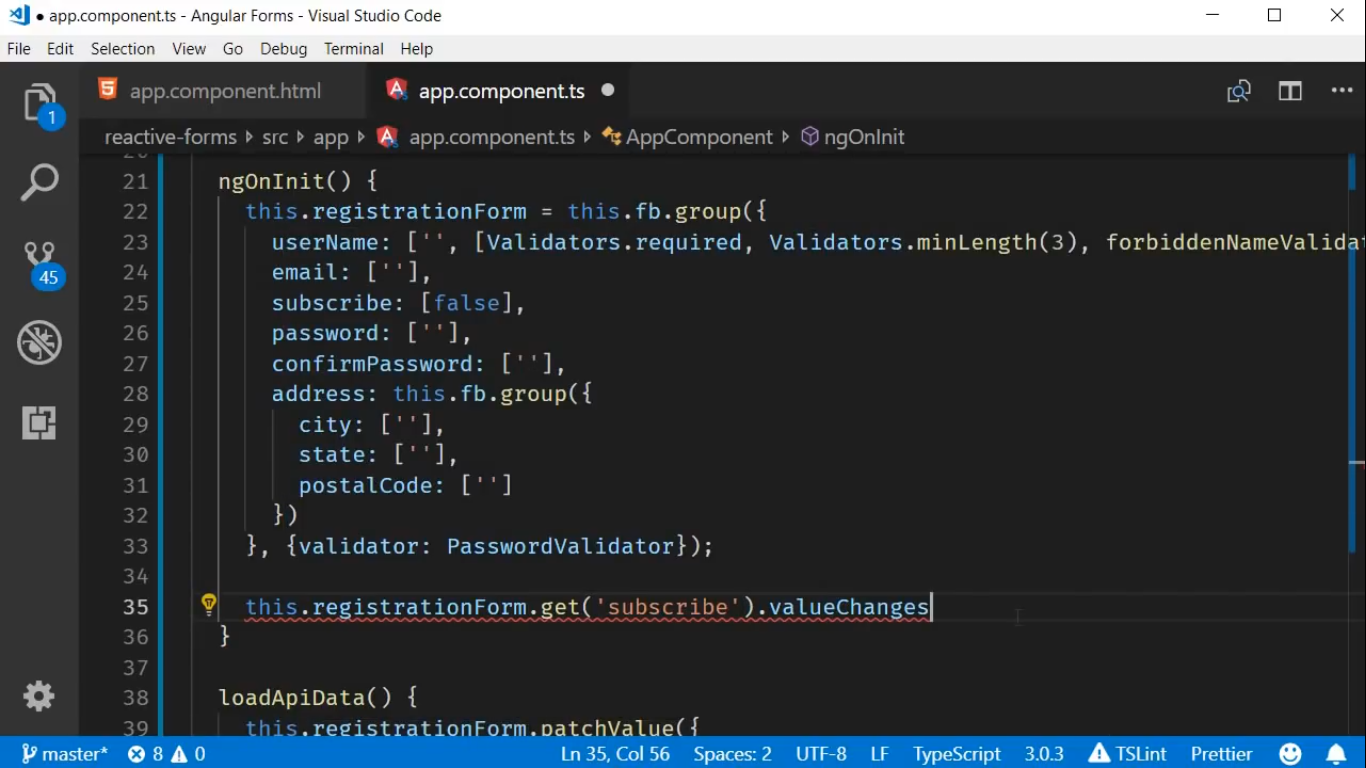 app.component.ts - Angular Forms - Visual Studio Code
File Edit Selection View Go Debug Terminal Help
app.component.html app.component.ts
reactive-forms src app app.component.ts AppComponent ngOnInit
21 ngOnInit() {
22 this.registrationForm = this.fb.group({
23 userName: ['', [Validators.required, Validators.minLength(3), forbiddenNameValidat
24 email: [''],
25 subscribe: [false],
26 password: [''],
27 confirmPassword: [''],
28 address: this.fb.group({
29 city: [''],
30 state: [''],
31 postalCode: ['']
32 })
33 }, {validator: PasswordValidator});
34
35 this.registrationForm.get('subscribe').valueChanges
36 }
37
38 loadApiData() {
39 this.registrationForm.patchValue({
1
45
master* 8 0 Ln 35, Col 56 Spaces: 2 UTF-8 LF TypeScript 3.0.3 TSLint Prettier